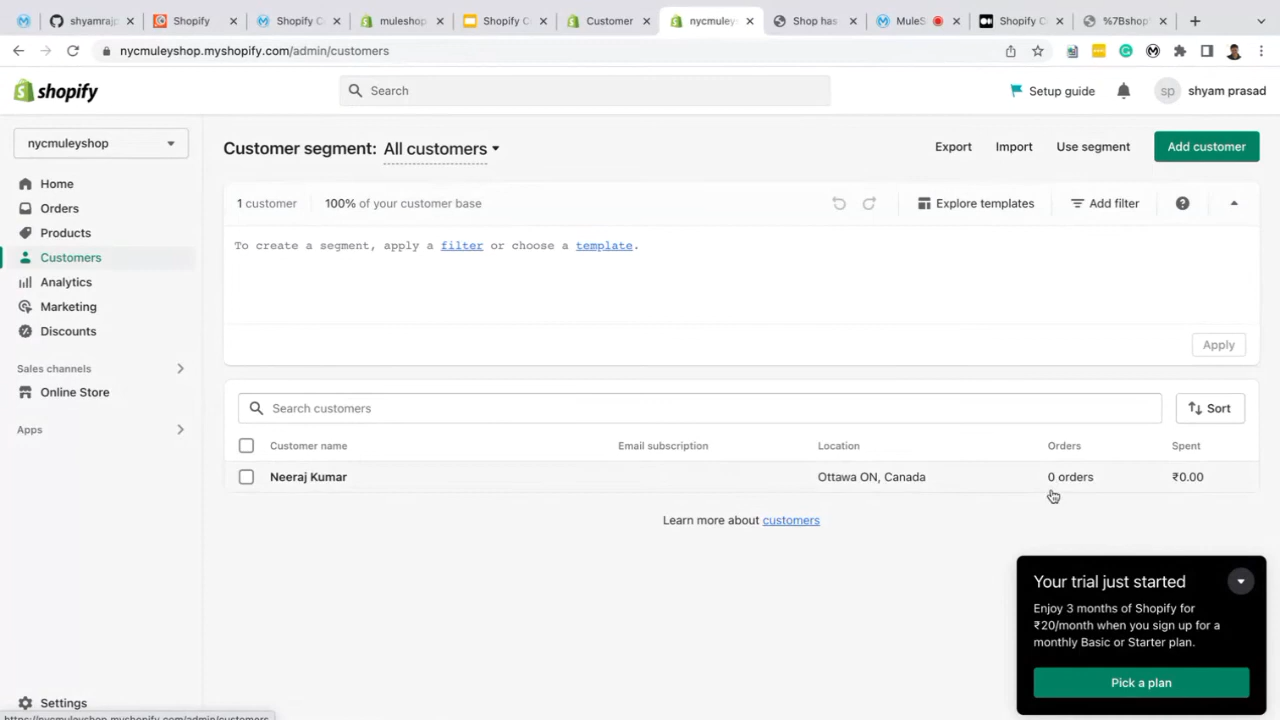 shyamraj
Shopify
Shopify C
muleshop
Shopify C
Customer
nycmuley
Shop has
MuleS
Shopify C
%7Bshop
nycmuleyshop.myshopify.com/admin/customers
shopify
Search
Setup guide
sp
shyam prasad
nycmuleyshop
Customer segment: All customers
Export
Import
Use segment
Add customer
Home
Orders
Products
Customers
Analytics
Marketing
Discounts
Sales channels
Online Store
Apps
Settings
1 customer
100% of your customer base
Explore templates
Add filter
To create a segment, apply a filter or choose a template.
Apply
Search customers
Sort
Customer name
Email subscription
Location
Orders
Spent
Neeraj Kumar
Ottawa ON, Canada
0 orders
₹0.00
Learn more about customers
Your trial just started
Enjoy 3 months of Shopify for
₹20/month when you sign up for a
monthly Basic or Starter plan.
Pick a plan
https://nycmuleyshop.myshopify.com/admin/customers